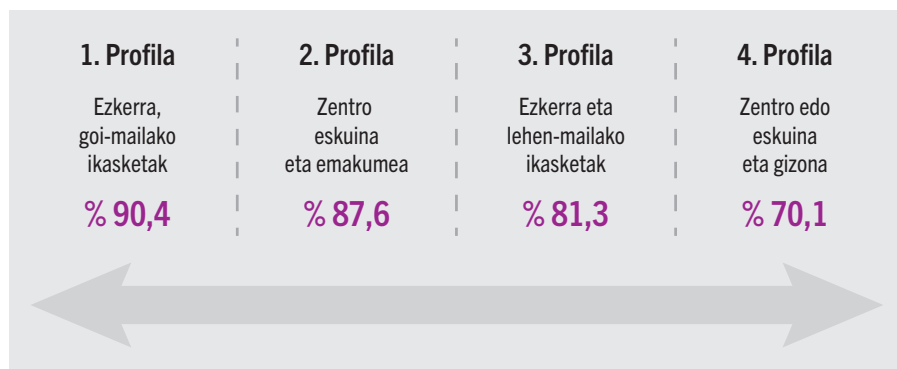 1. Profila
Ezkerra,
goi-mailako
ikasketak
% 90,4
2. Profila
Zentro
eskuina
eta emakumea
% 87,6
3. Profila
Ezkerra eta
lehen-mailako
ikasketak
% 81,3
4. Profila
Zentro edo
eskuina
eta gizona
% 70,1